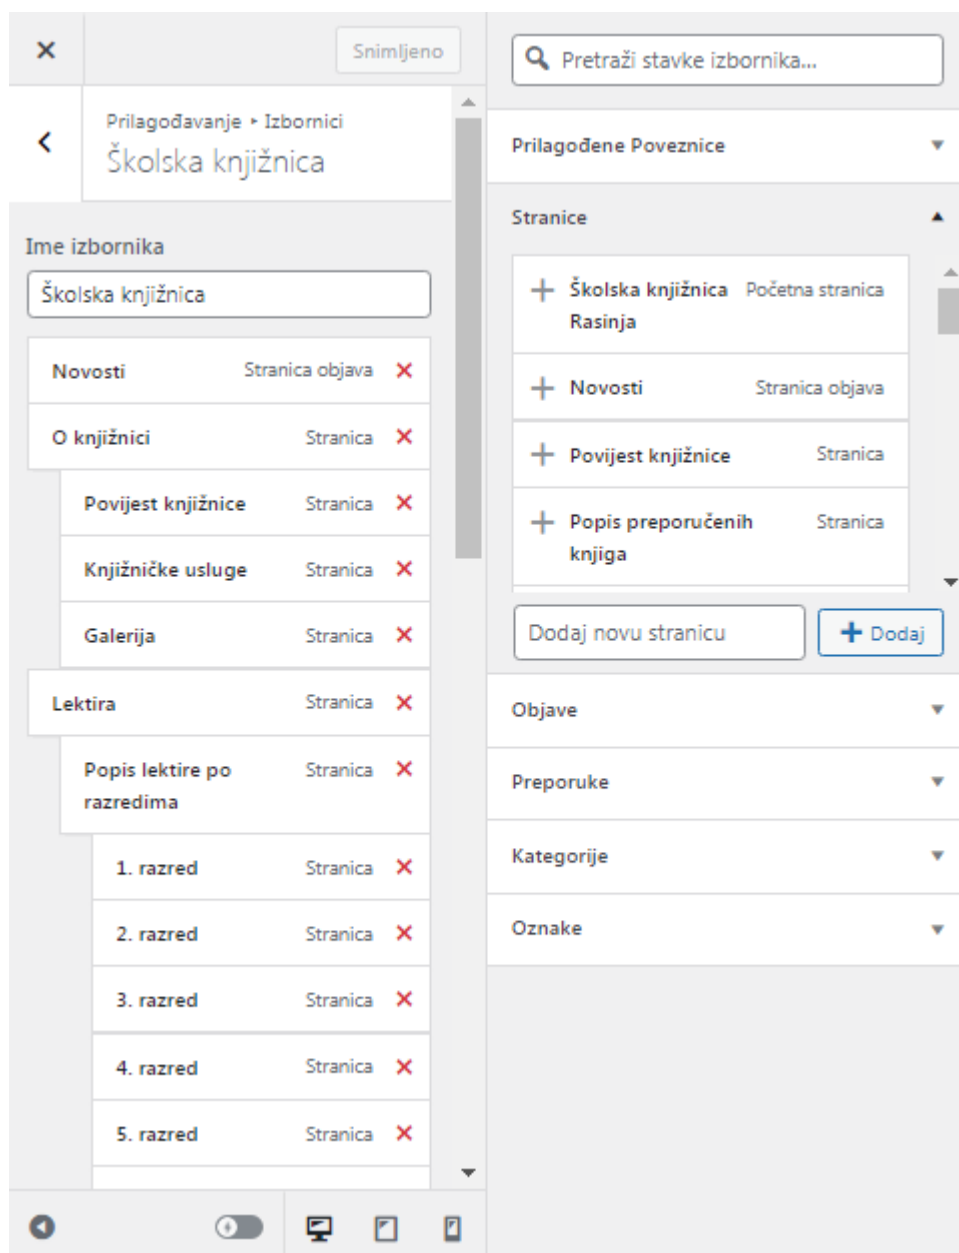 Snimljeno
Prilagođavanje ▸ Izbornici
Školska knjižnica
Ime izbornika
Školska knjižnica
Novosti Stranica objava
O knjižnici Stranica
Povijest knjižnice Stranica
Knjižničke usluge Stranica
Galerija Stranica
Lektira Stranica
Popis lektire po Stranica
razredima
1. razred Stranica
2. razred Stranica
3. razred Stranica
4. razred Stranica
5. razred Stranica
Pretraži stavke izbornika...
Prilagođene Poveznice
Stranice
Školska knjižnica Početna stranica
Rasinja
Novosti Stranica objava
Povijest knjižnice Stranica
Popis preporučenih Stranica
knjiga
Dodaj novu stranicu + Dodaj
Objave
Preporuke
Kategorije
Oznake